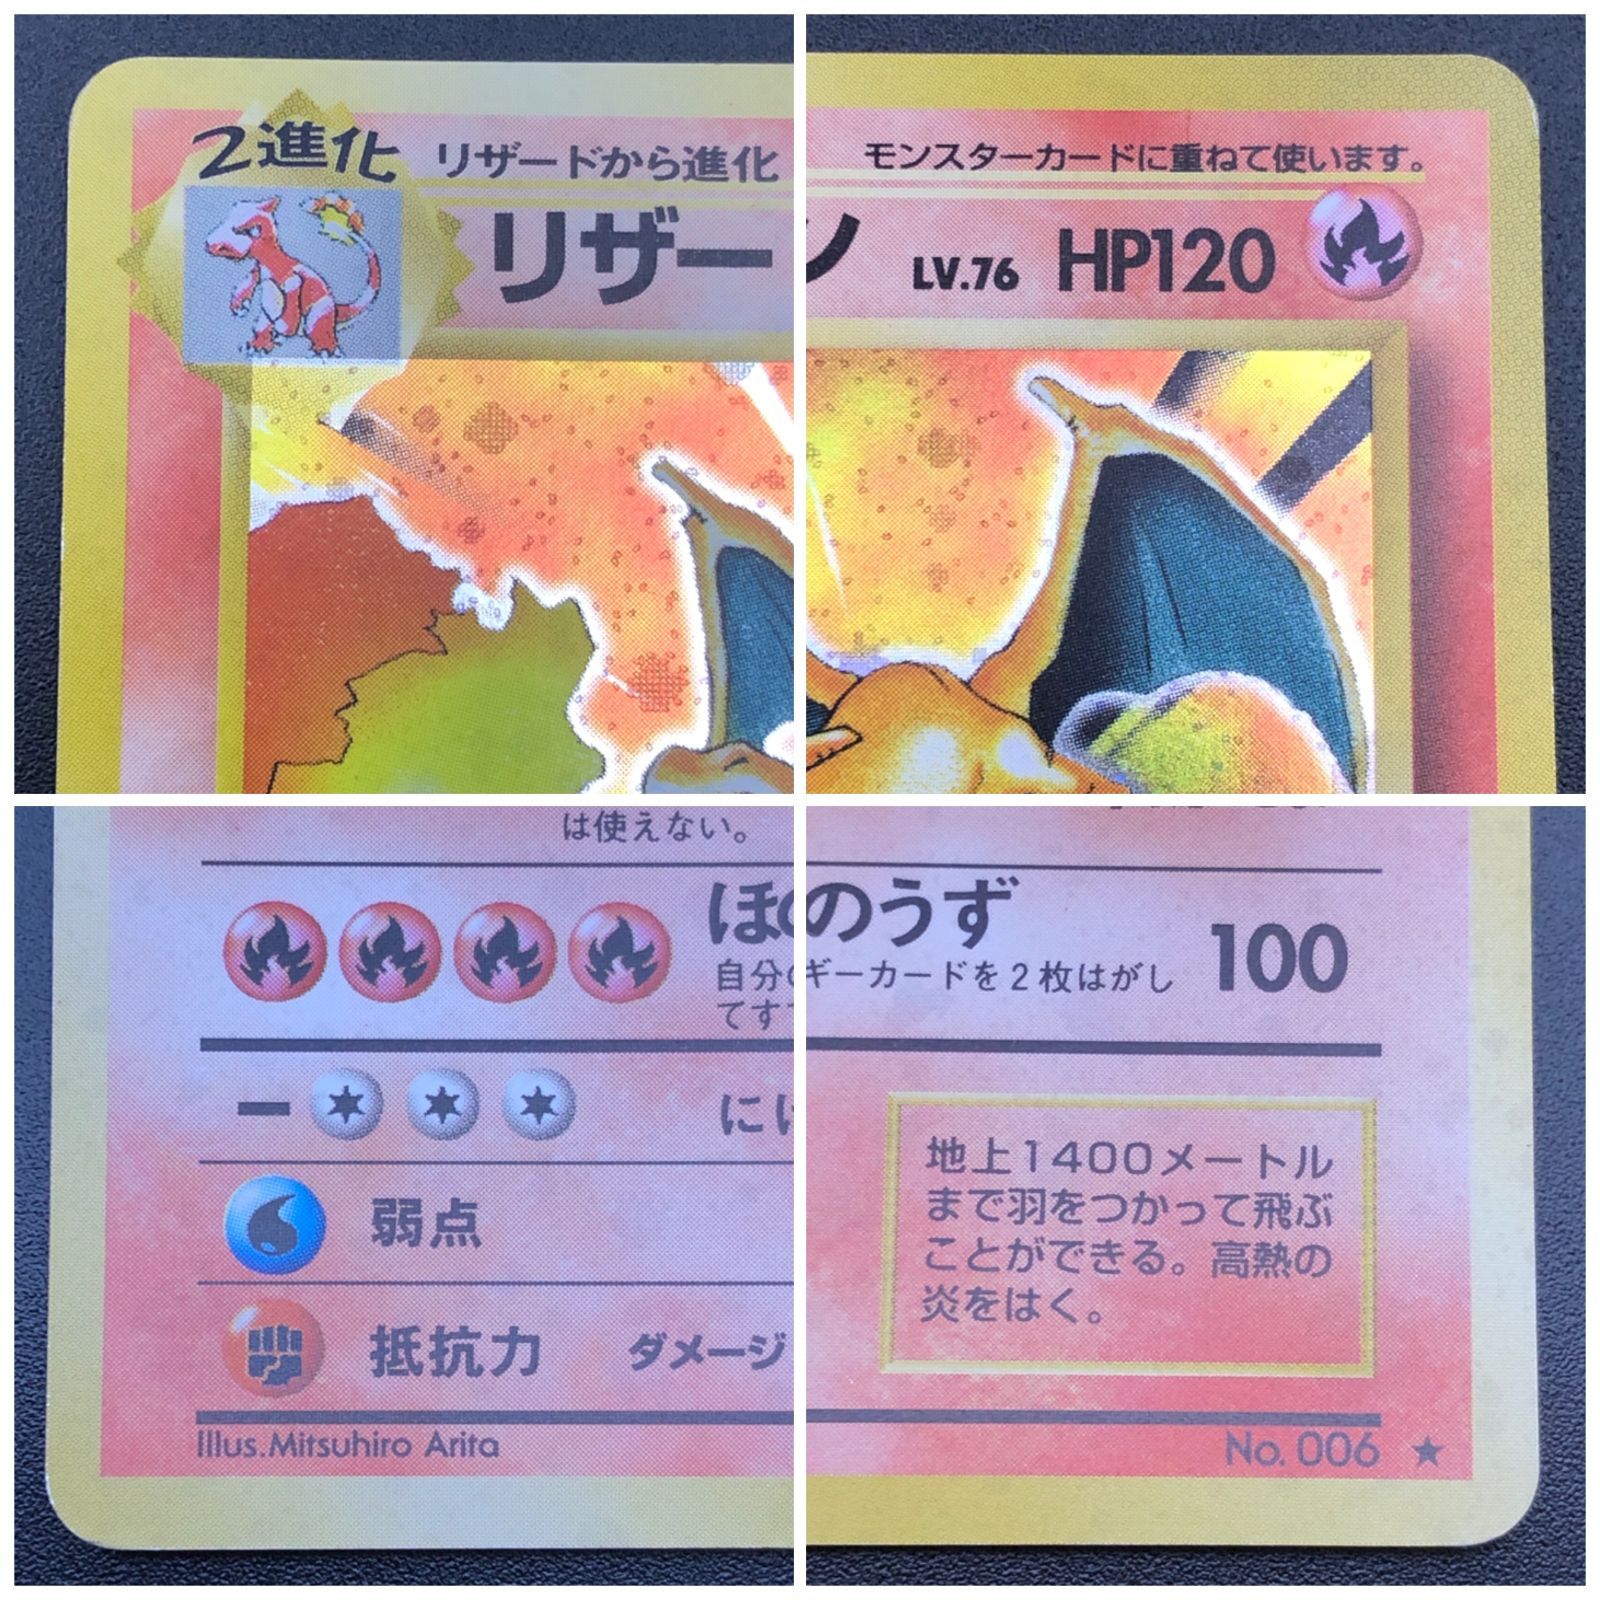 2進化
リザードから進化
リザー
モンスターカードに重ねて使います。
ン LV.76 HP120
は使えない。
ほ
自分
てすて
のうず 100
ギーカードを2枚はがし
にげ
弱点
抵抗力 ダメージ
Illus.Mitsuhiro Arita
地上1400メートル
まで羽をつかって飛ぶ
ことができる。高熱の
炎をはく。
No. 006 ★